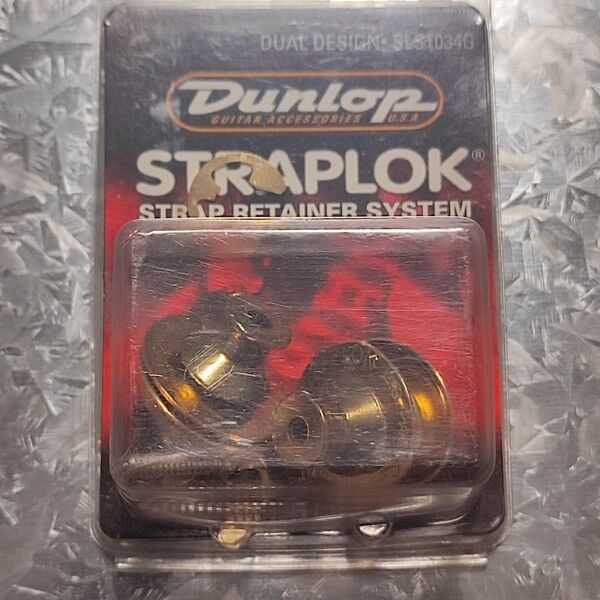 DUAL DESIGN • SLS1034G
DUNLOP
GUITAR ACCESSORIES U.S.A
STRAPLOK®
STRAP RETAINER SYSTEM